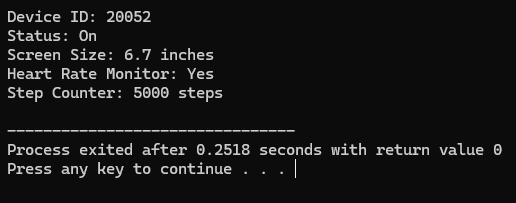 Device ID: 20052
Status: On
Screen Size: 6.7 inches
Heart Rate Monitor: Yes
Step Counter: 5000 steps
--------------------------------
Process exited after 0.2518 seconds with return value 0
Press any key to continue . . .